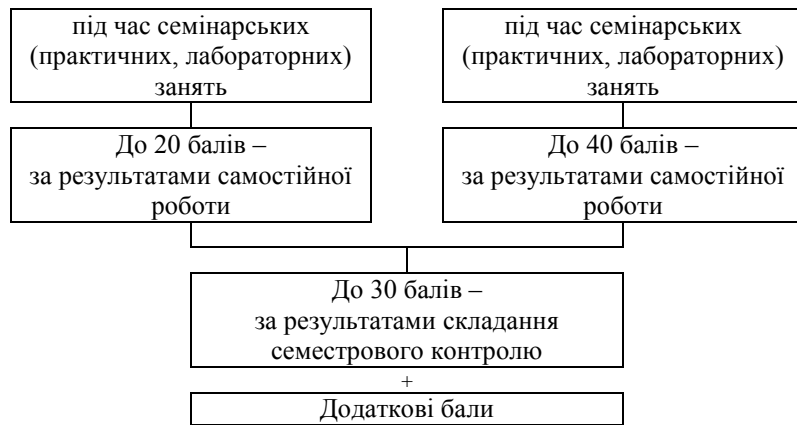 під час семінарських
(практичних, лабораторних)
занять
під час семінарських
(практичних, лабораторних)
занять
До 20 балів –
за результатами самостійної
роботи
До 40 балів –
за результатами самостійної
роботи
До 30 балів –
за результатами складання
семестрового контролю
+
Додаткові бали